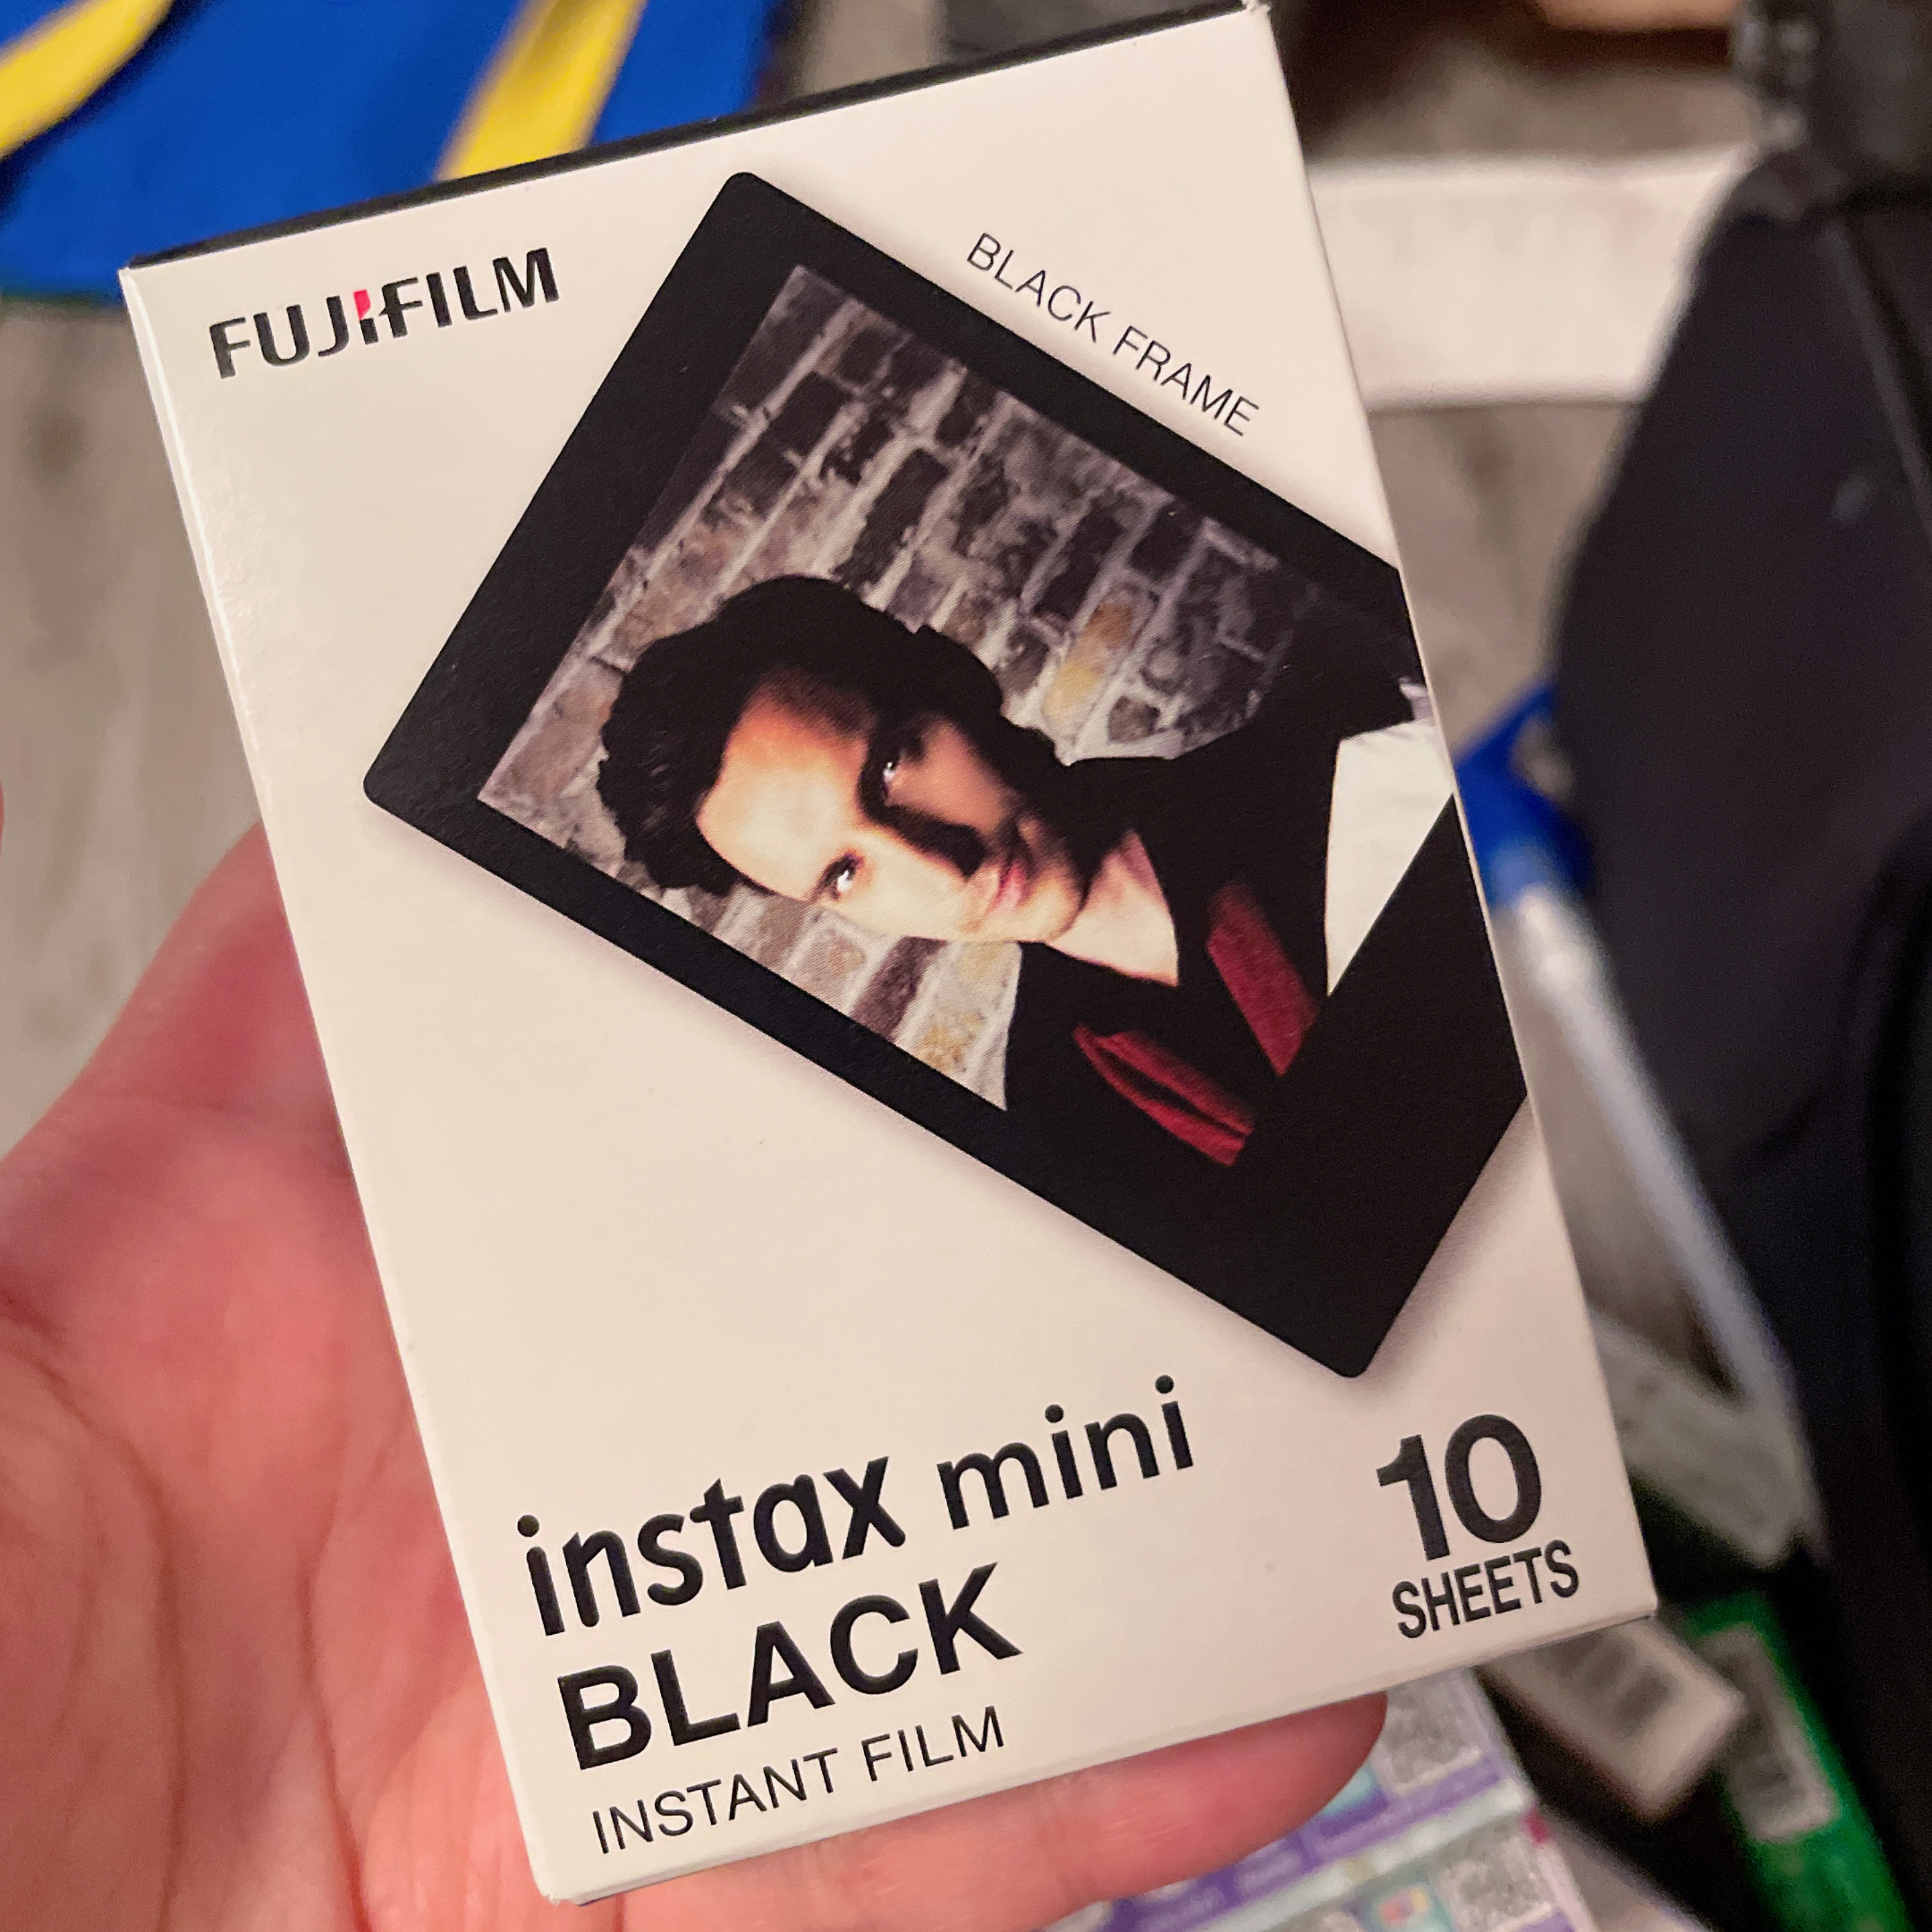 FUJIFILM
BLACK FRAME
instax mini
BLACK
INSTANT FILM
10
SHEETS